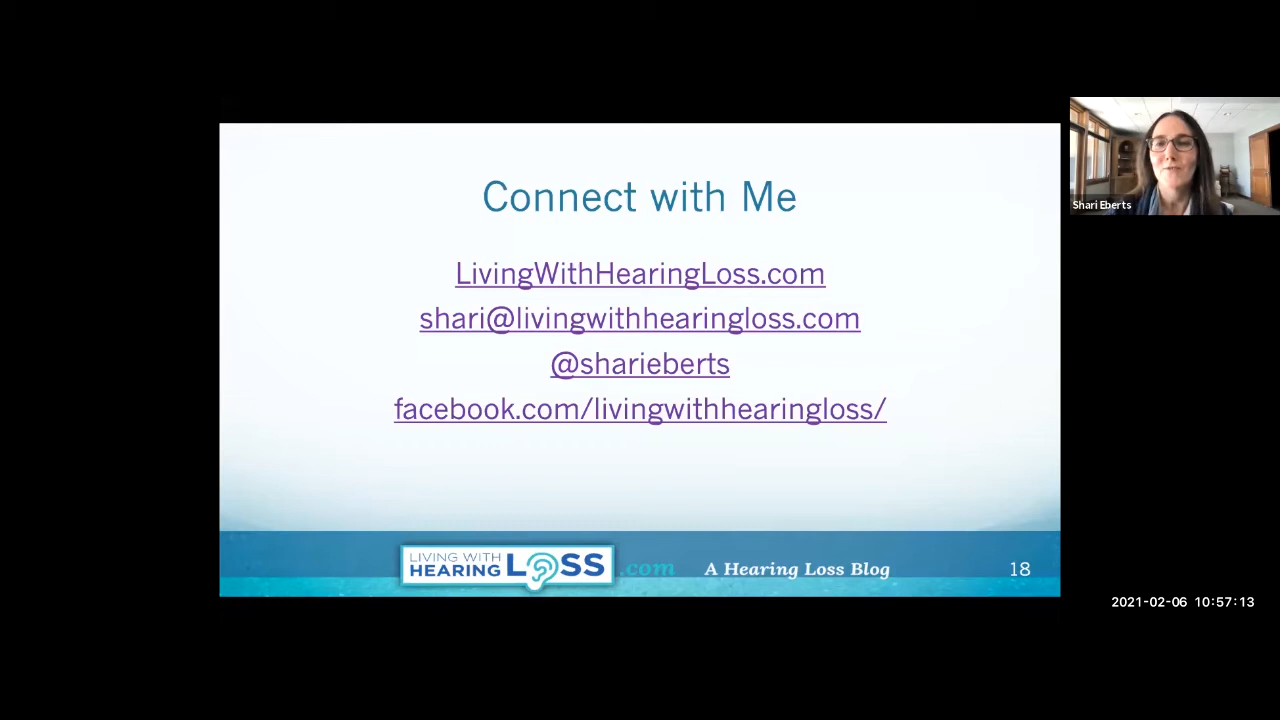 Connect with Me
LivingWithHearingLoss.com
shari@livingwithhearingloss.com
@sharieberts
facebook.com/livingwithhearingloss/
LIVING WITH
HEARING LOSS
.com
A Hearing Loss Blog
18
Shari Eberts
2021-02-06 10:57:13